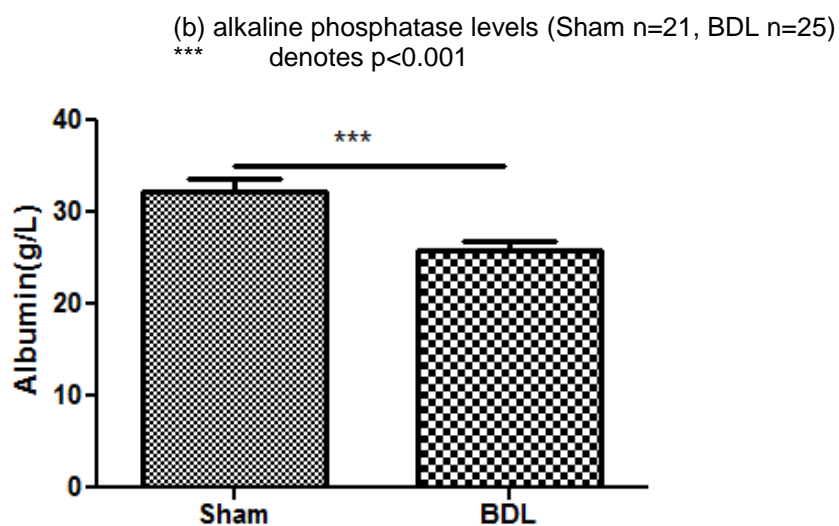 (b) alkaline phosphatase levels (Sham n=21, BDL n=25)
*** denotes p<0.001
***
40
30
20
10
0
Albumin(g/L)
Sham BDL